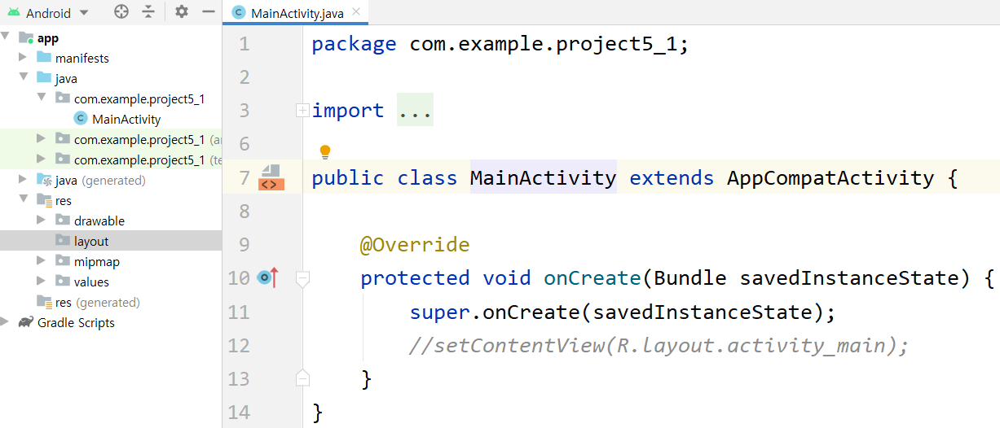 Android
app
manifests
java
com.example.project5_1
MainActivity
com.example.project5_1 (a
com.example.project5_1 (te
java (generated)
res
drawable
layout
mipmap
values
res (generated)
Gradle Scripts
MainActivity.java
1 package com.example.project5_1;
2
3 import ...
6
7 public class MainActivity extends AppCompatActivity {
8
9 @Override
10 protected void onCreate(Bundle savedInstanceState) {
11 super.onCreate(savedInstanceState);
12 //setContentView(R.layout.activity_main);
13 }
14 }